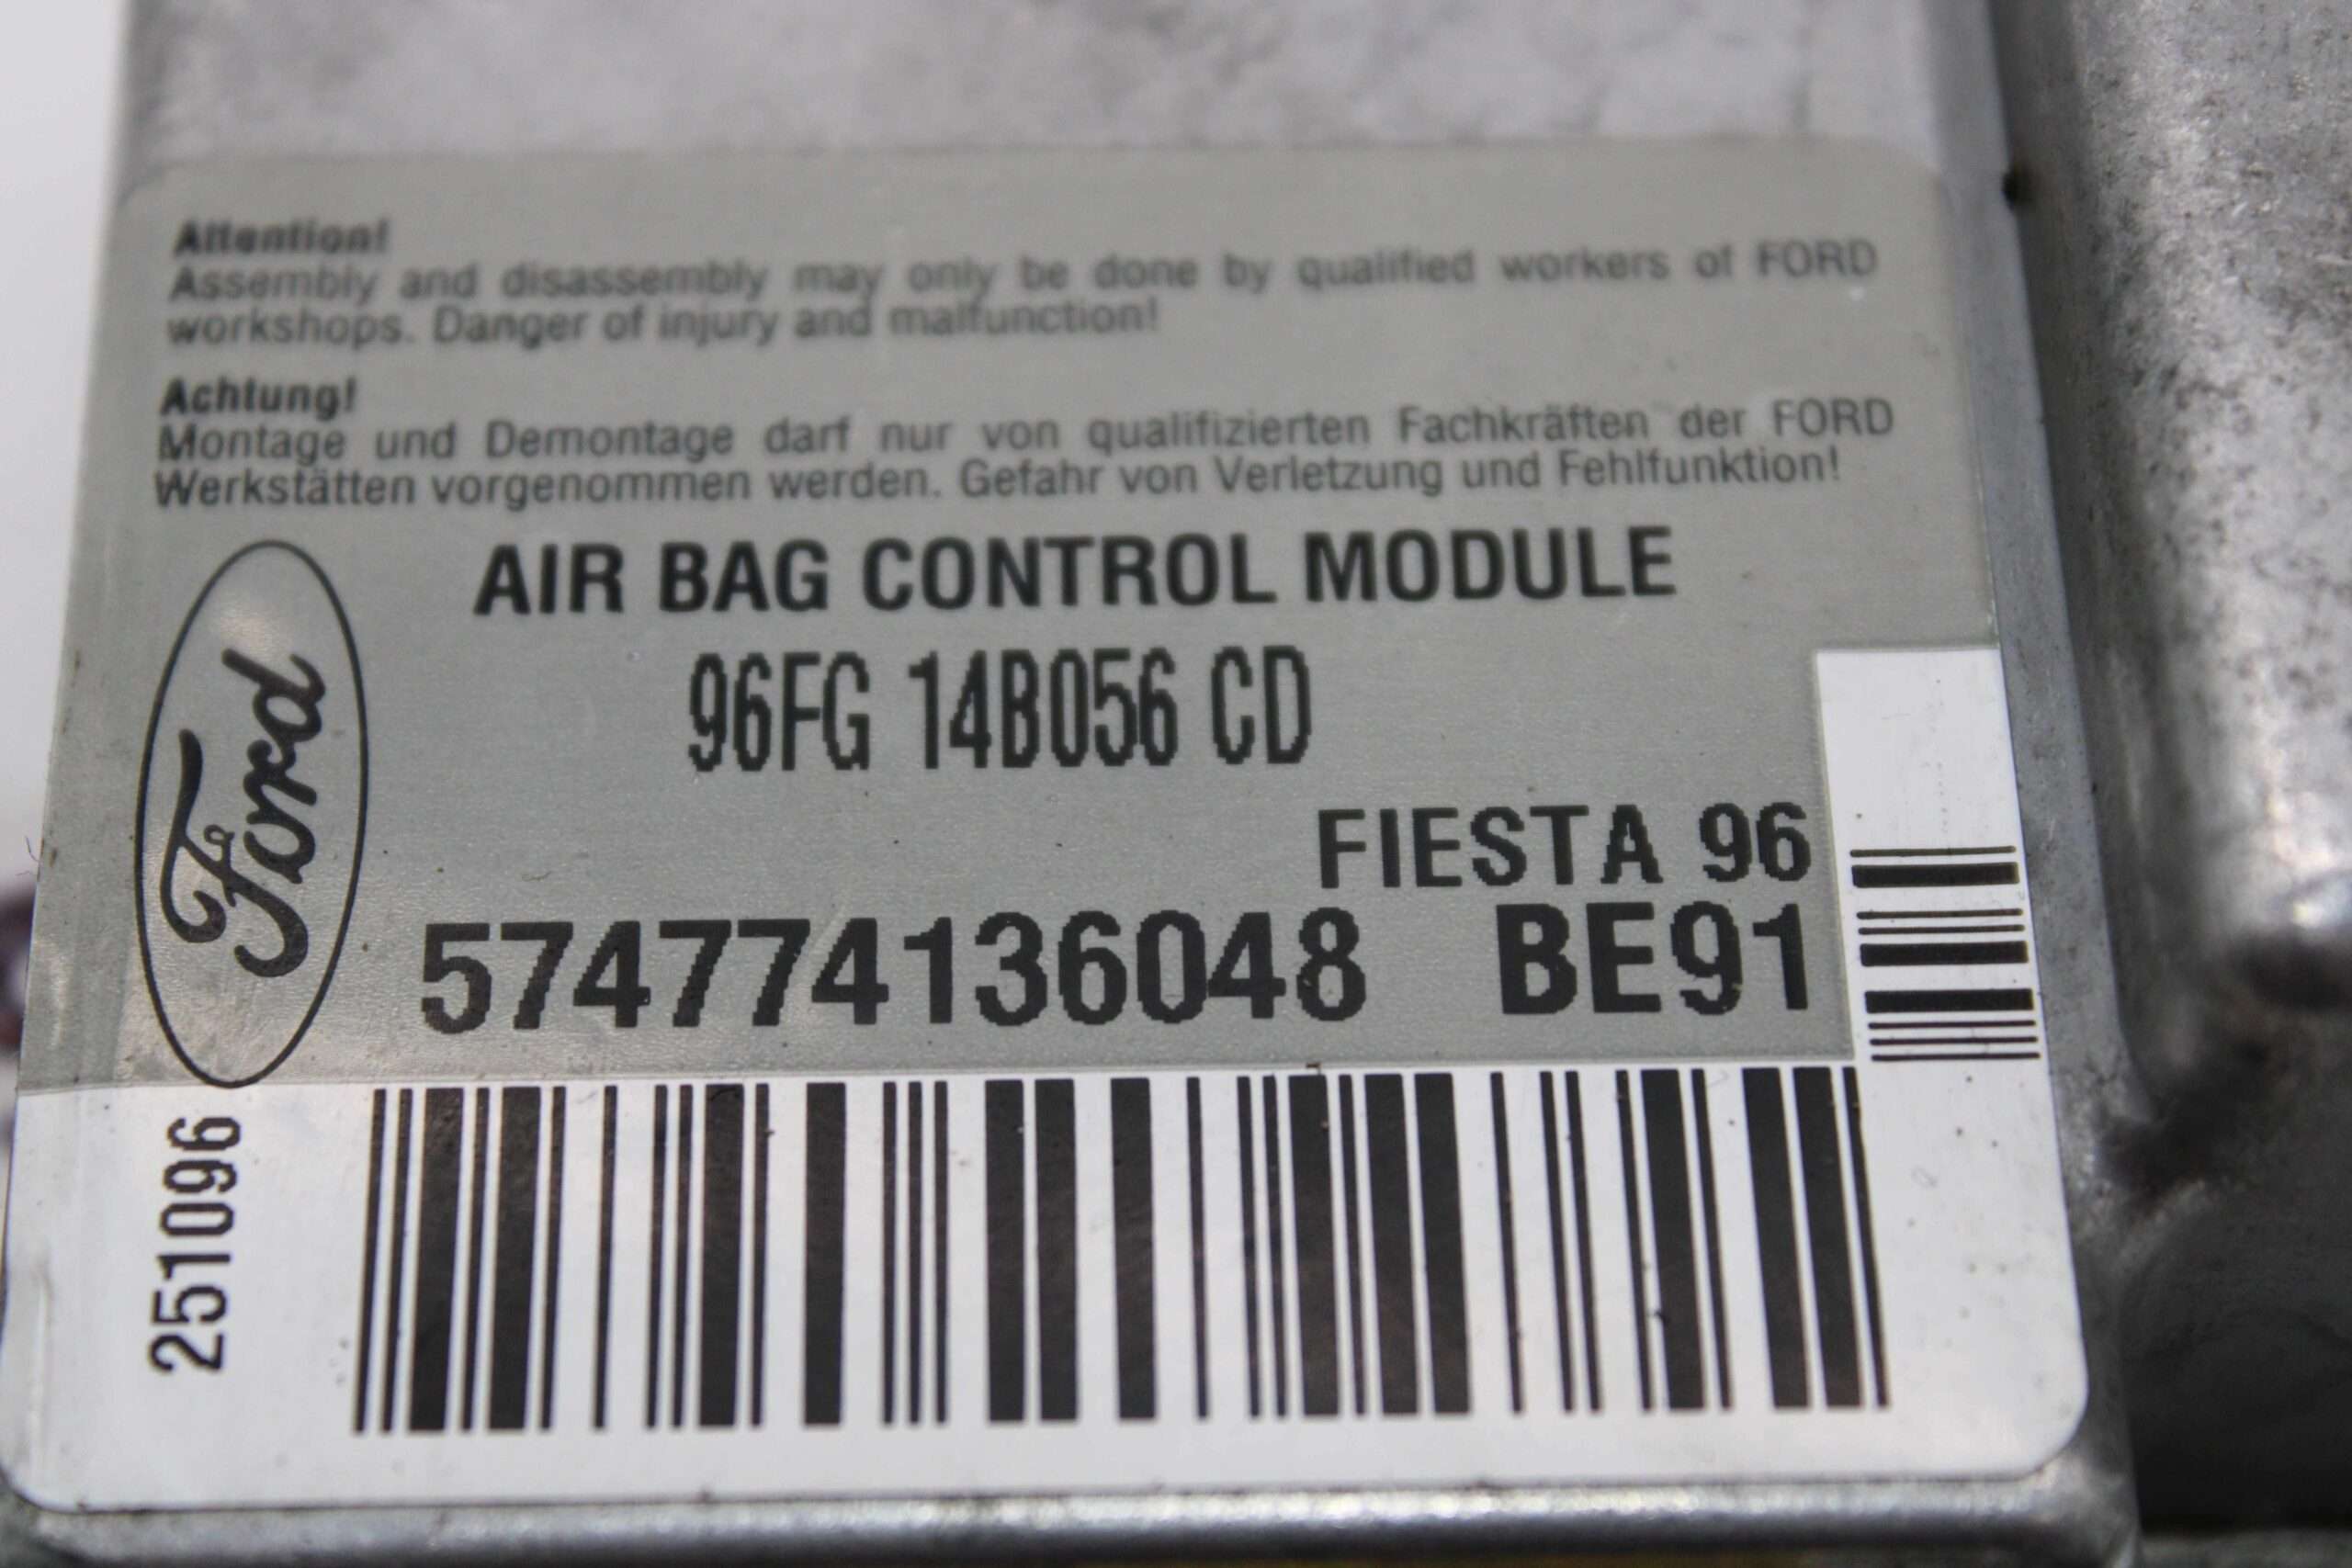 Attention!
Assembly and disassembly may only be done by qualified workers of FORD
workshops. Danger of injury and malfunction!
Achtung!
Montage und Demontage darf nur von qualifizierten Fachkräften der FORD
Werkstätten vorgenommen werden. Gefahr von Verletzung und Fehlfunktion!
AIR BAG CONTROL MODULE
96FG 14B056 CD
Ford
FIESTA 96
574774136048 BE91
251096